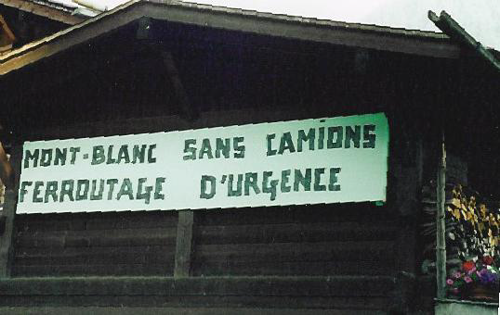 MONT-BLANC SANS CAMIONS
FERROUTAGE D'URGENCE